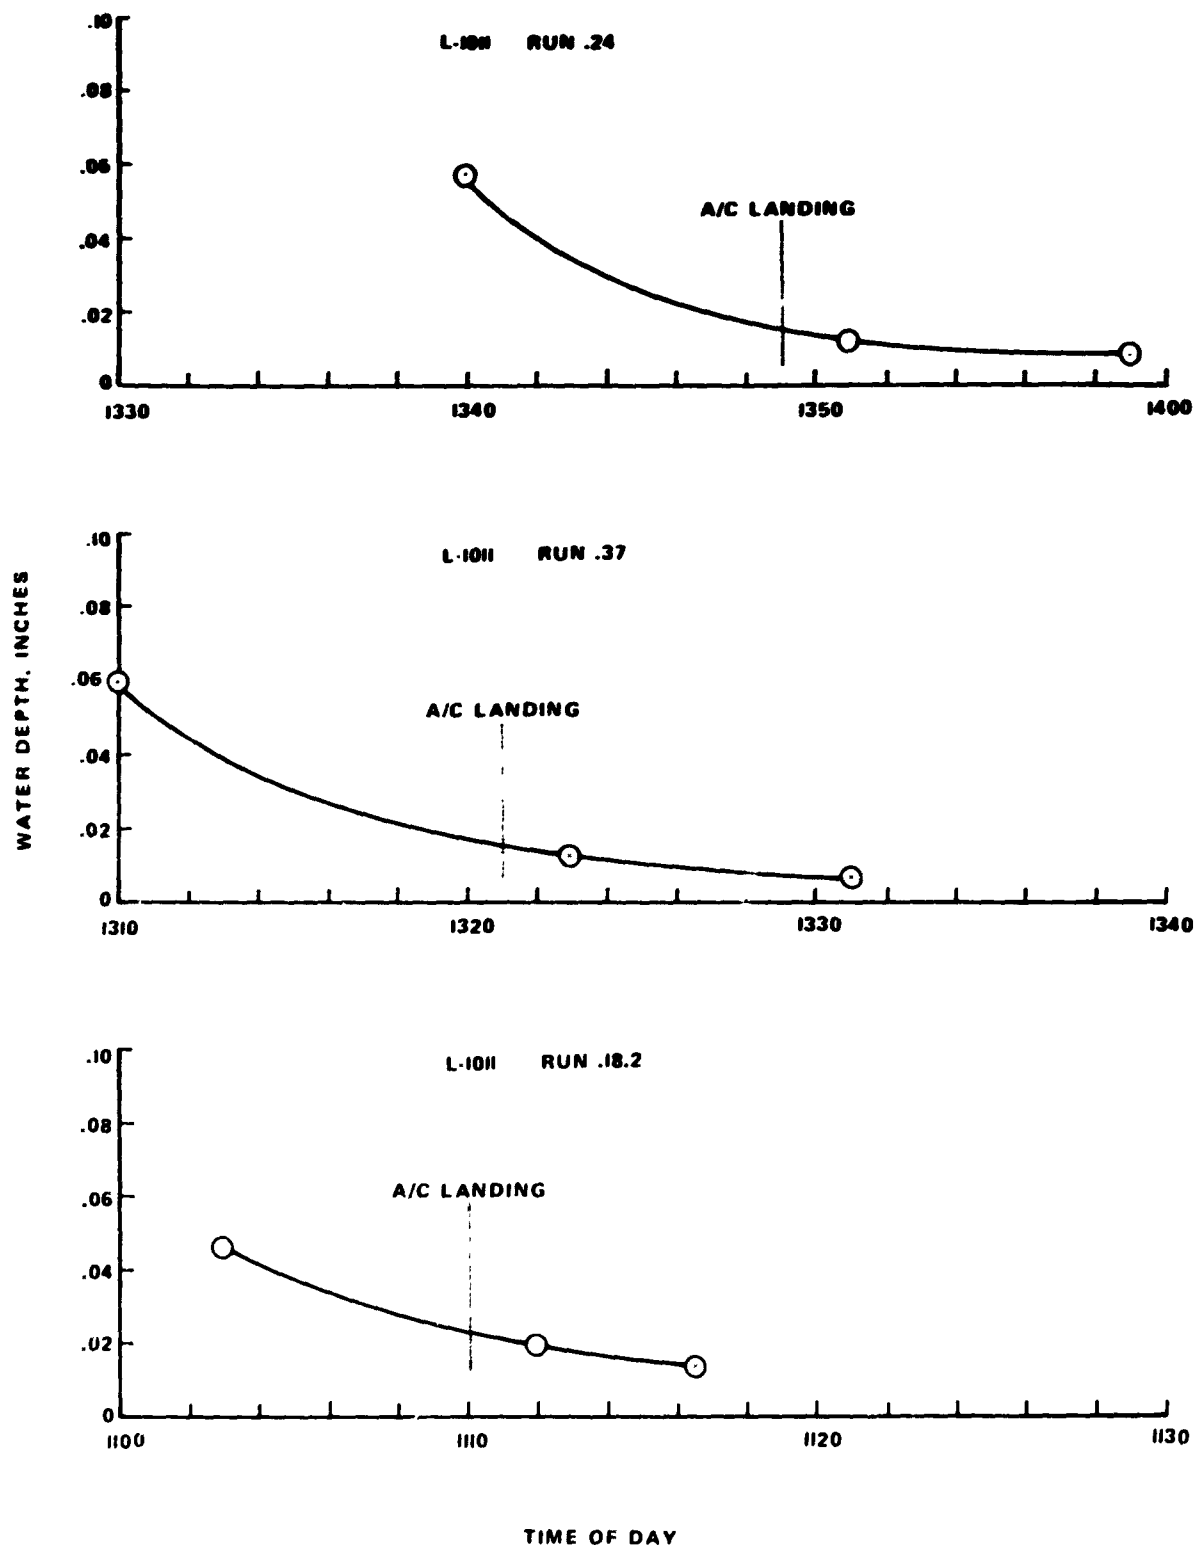 L-1011 RUN .24
.10
.08
.06
A/C LANDING
.04
.02
0
1330 1340 1350 1400
L-1011 RUN .37
.10
.08
.06
A/C LANDING
.04
.02
0
1310 1320 1330 1340
WATER DEPTH, INCHES
L-1011 RUN .18.2
.10
.08
A/C LANDING
.06
.04
.02
0
1100 1110 1120 1130
TIME OF DAY